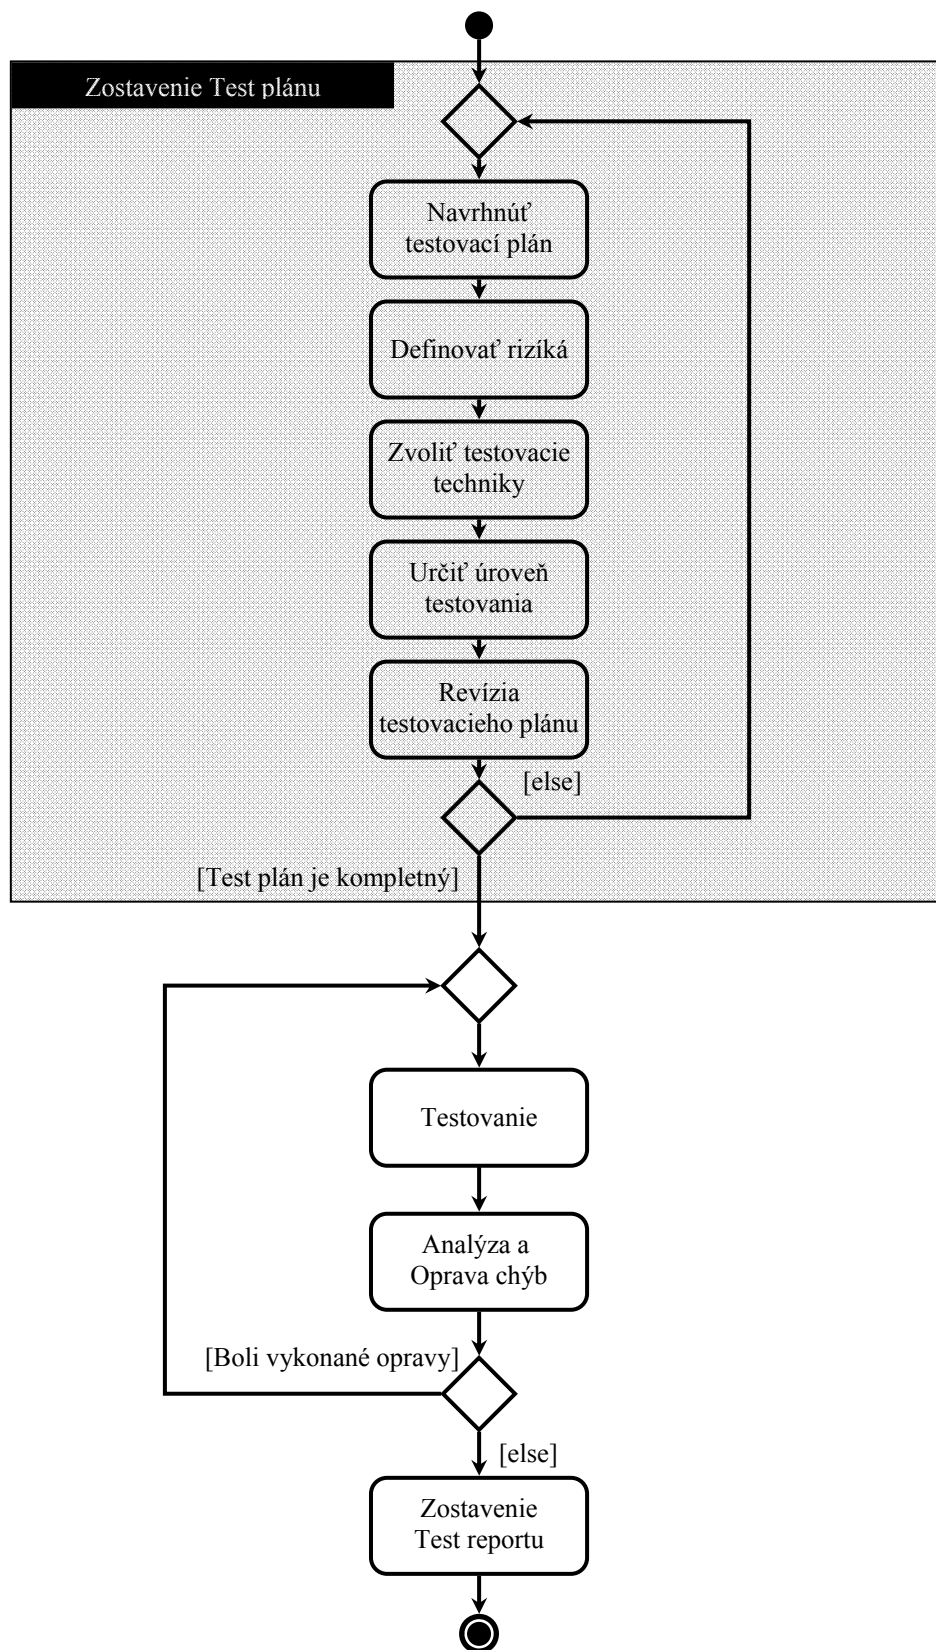 Zostavenie Test plánu
Navrhnúť
testovací plán
Definovať rizíká
Zvoliť testovacie
techniky
Určiť úroveň
testovania
Revízia
testovacieho plánu
[else]
[Test plán je kompletný]
Testovanie
Analýza a
Oprava chýb
[Boli vykonané opravy]
[else]
Zostavenie
Test reportu